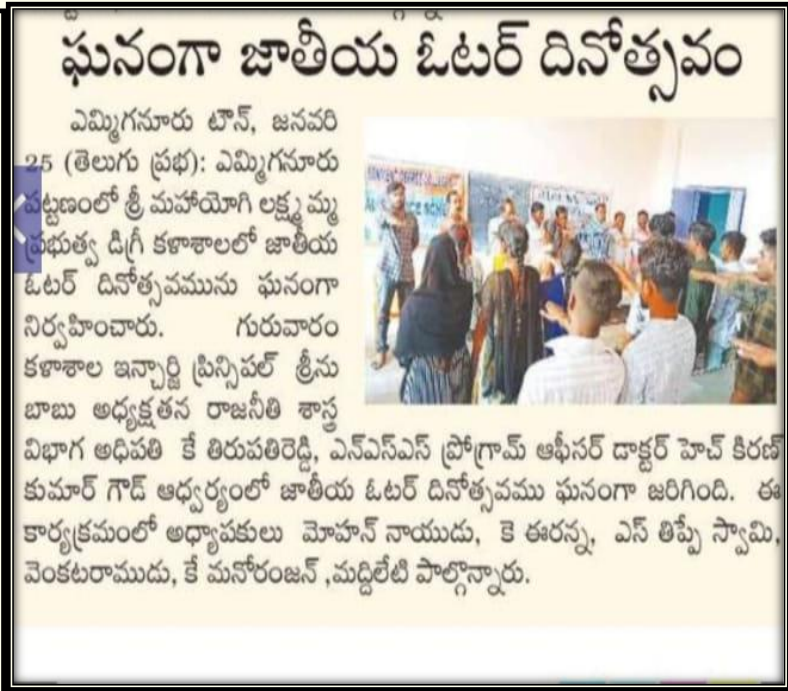 ఘనంగా జాతీయ ఓటర్ దినోత్సవం
ఎమ్మిగనూరు టౌన్, జనవరి
25 (తెలుగు ప్రభ): ఎమ్మిగనూరు
పట్టణంలో శ్రీ మహాయోగి లక్ష్మమ్మ
ప్రభుత్వ డిగ్రీ కళాశాలలో జాతీయ
ఓటర్ దినోత్సవమును ఘనంగా
నిర్వహించారు. గురువారం
కళాశాల ఇన్చార్జి ప్రిన్సిపల్ శ్రీను
బాబు అధ్యక్షతన రాజనీతి శాస్త్ర
విభాగ అధిపతి కే తిరుపతిరెడ్డి, ఎన్ఎస్ఎస్ ప్రోగ్రామ్ ఆఫీసర్ డాక్టర్ హెచ్ కిరణ్
కుమార్ గౌడ్ ఆధ్వర్యంలో జాతీయ ఓటర్ దినోత్సవము ఘనంగా జరిగింది. ఈ
కార్యక్రమంలో అధ్యాపకులు మోహన్ నాయుడు, కె ఈరన్న, ఎస్ తిప్పే స్వామి,
వెంకటరాముడు, కే మనోరంజన్ ,మద్దిలేటి పాల్గొన్నారు.